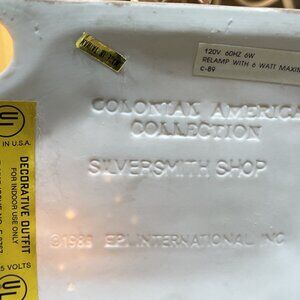 120V. 60HZ 6W
RELAMP WITH 6 WATT MAXIM
C-89
COLONIAL AMERICA
COLLECTION
SILVERSMITH SHOP
©1989 EPI INTERNATIONAL INC
UL
IN U.S.A.
DECORATIVE OUTFIT
FOR INDOOR USE ONLY
5 VOLTS
UL